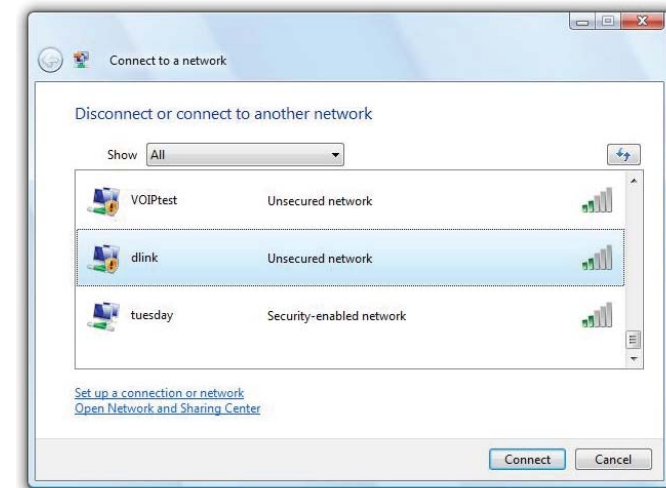 Connect to a network
Disconnect or connect to another network
Show All
VOIPtest Unsecured network
dlink Unsecured network
tuesday Security-enabled network
Set up a connection or network
Open Network and Sharing Center
Connect Cancel